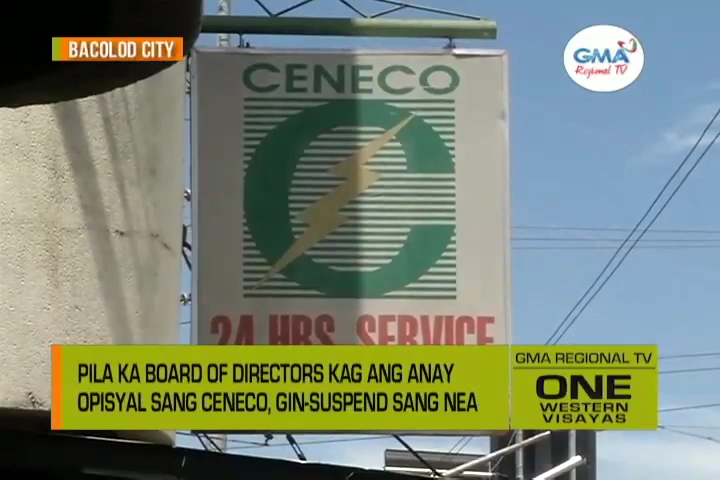 BACOLOD CITY
GMA
Regional TV
CENECO
24 HRS. SERVICE
PILA KA BOARD OF DIRECTORS KAG ANG ANAY
OPISYAL SANG CENECO, GIN-SUSPEND SANG NEA
GMA REGIONAL TV
ONE
WESTERN
VISAYAS